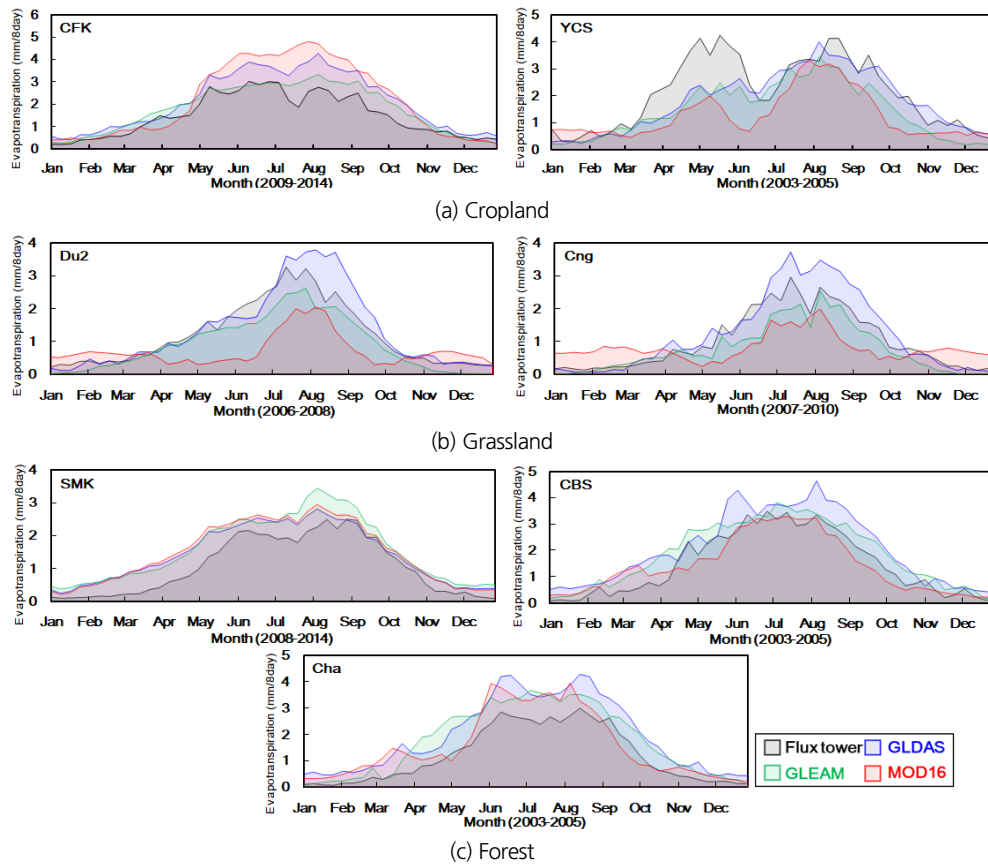 CFK
Evapotranspiration (mm/8day)
6
5
4
3
2
1
0
Jan Feb Mar Apr May Jun Jul Aug Sep Oct Nov Dec
Month (2009-2014)
YCS
Evapotranspiration (mm/8day)
5
4
3
2
1
0
Jan Feb Mar Apr May Jun Jul Aug Sep Oct Nov Dec
Month (2003-2005)
(a) Cropland
Du2
Evapotranspiration (mm/8day)
4
3
2
1
0
Jan Feb Mar Apr May Jun Jul Aug Sep Oct Nov Dec
Month (2006-2008)
Cng
Evapotranspiration (mm/8day)
4
3
2
1
0
Jan Feb Mar Apr May Jun Jul Aug Sep Oct Nov Dec
Month (2007-2010)
(b) Grassland
SMK
Evapotranspiration (mm/8day)
4
3
2
1
0
Jan Feb Mar Apr May Jun Jul Aug Sep Oct Nov Dec
Month (2008-2014)
CBS
Evapotranspiration (mm/8day)
5
4
3
2
1
0
Jan Feb Mar Apr May Jun Jul Aug Sep Oct Nov Dec
Month (2003-2005)
Cha
Evapotranspiration (mm/8day)
5
4
3
2
1
0
Jan Feb Mar Apr May Jun Jul Aug Sep Oct Nov Dec
Month (2003-2005)
Flux tower GLDAS
GLEAM MOD16
(c) Forest